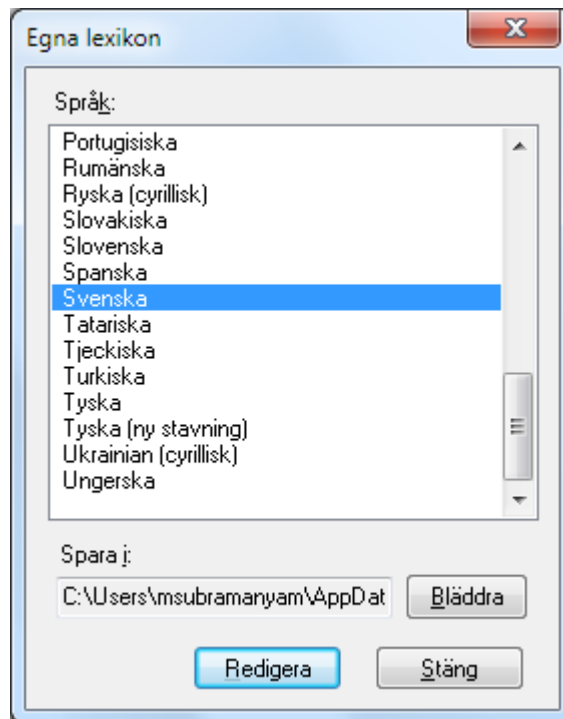 Egna lexikon
Språk:
Portugisiska
Rumänska
Ryska (cyrillisk)
Slovakiska
Slovenska
Spanska
Svenska
Tatariska
Tjeckiska
Turkiska
Tyska
Tyska (ny stavning)
Ukrainian (cyrillisk)
Ungerska
Spara i:
C:\Users\msubramanyam\AppDat Bläddra
Redigera Stäng